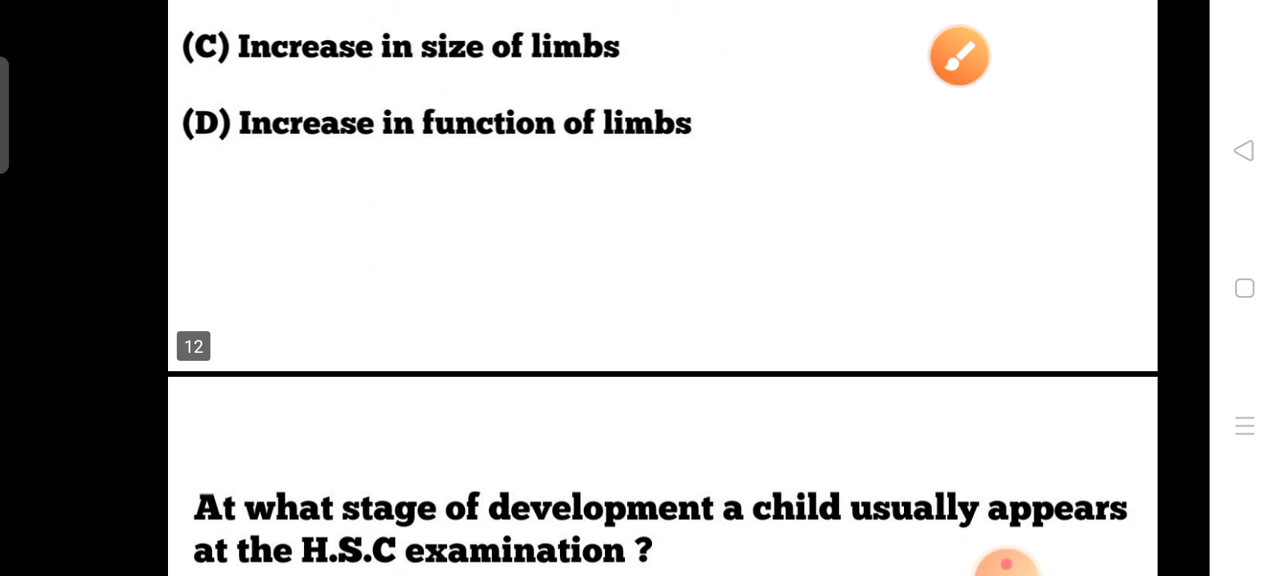 (C) Increase in size of limbs
(D) Increase in function of limbs
12
At what stage of development a child usually appears
at the H.S.C examination ?